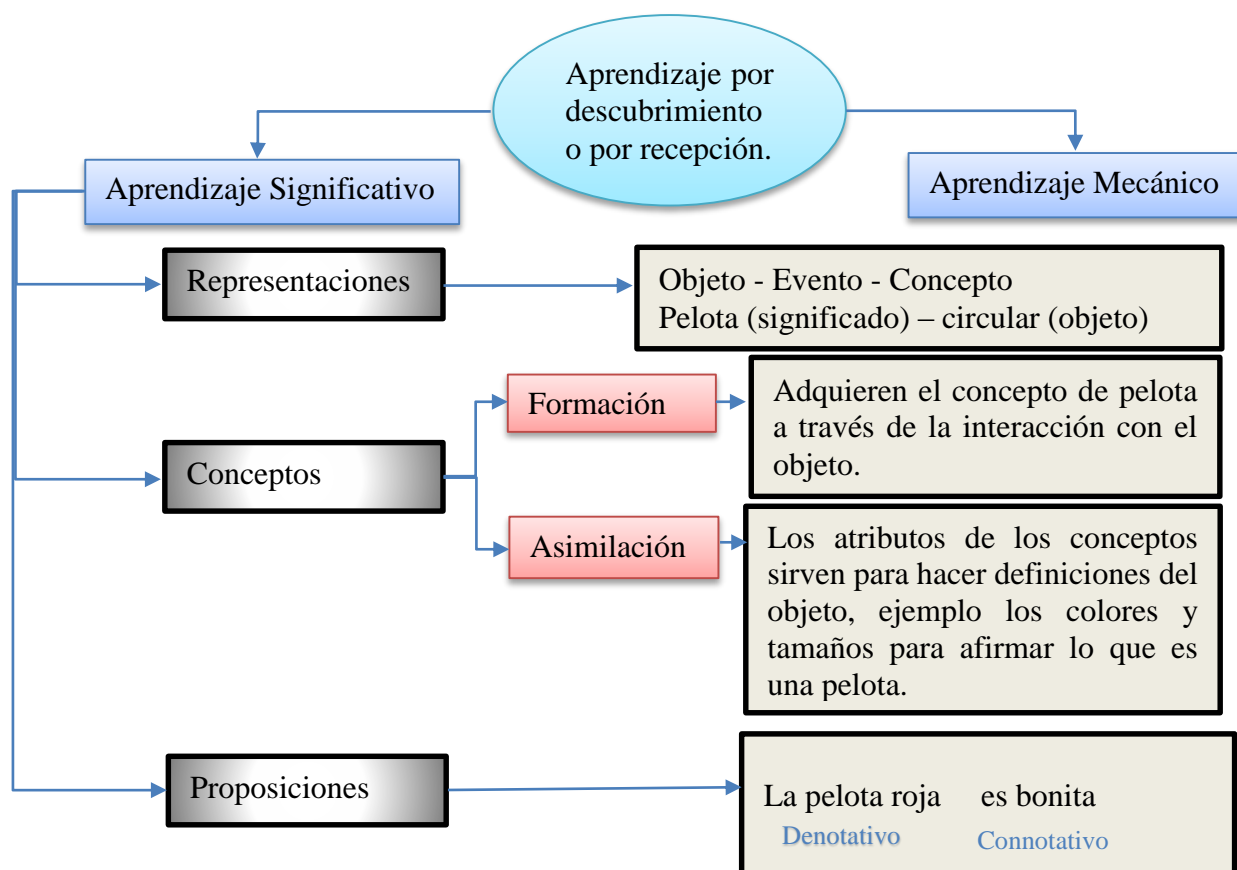 Aprendizaje por
descubrimiento
o por recepción.
Aprendizaje Significativo
Aprendizaje Mecánico
Representaciones
Objeto - Evento - Concepto
Pelota (significado) – circular (objeto)
Conceptos
Formación
Adquieren el concepto de pelota
a través de la interacción con el
objeto.
Asimilación
Los atributos de los conceptos
sirven para hacer definiciones del
objeto, ejemplo los colores y
tamaños para afirmar lo que es
una pelota.
Proposiciones
La pelota roja es bonita
Denotativo Connotativo